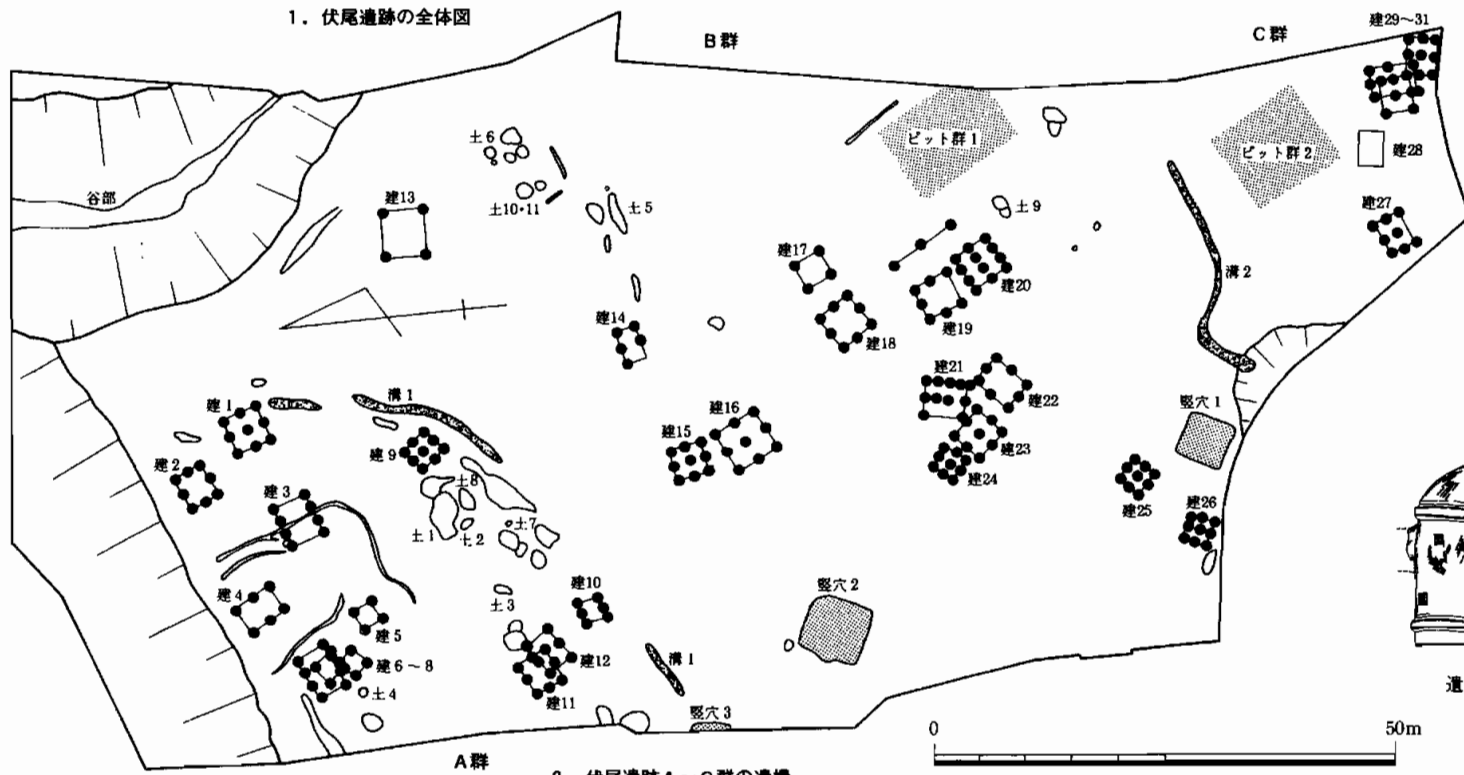 1. 伏尾遺跡の全体図
B群
C群
建29～31
土6
ピット群1
ピット群2
建28
谷部
建13
土10・11
土5
土9
建27
建17
溝2
建20
建14
建19
建18
建21
建22
溝1
竪穴1
建1
建16
建15
建9
建23
建2
土8
建24
建3
建25
建26
土1
土2
土7
建10
竪穴2
建4
土3
建5
建12
溝1
建6～8
土4
建11
遺
竪穴3
0
50m
A群